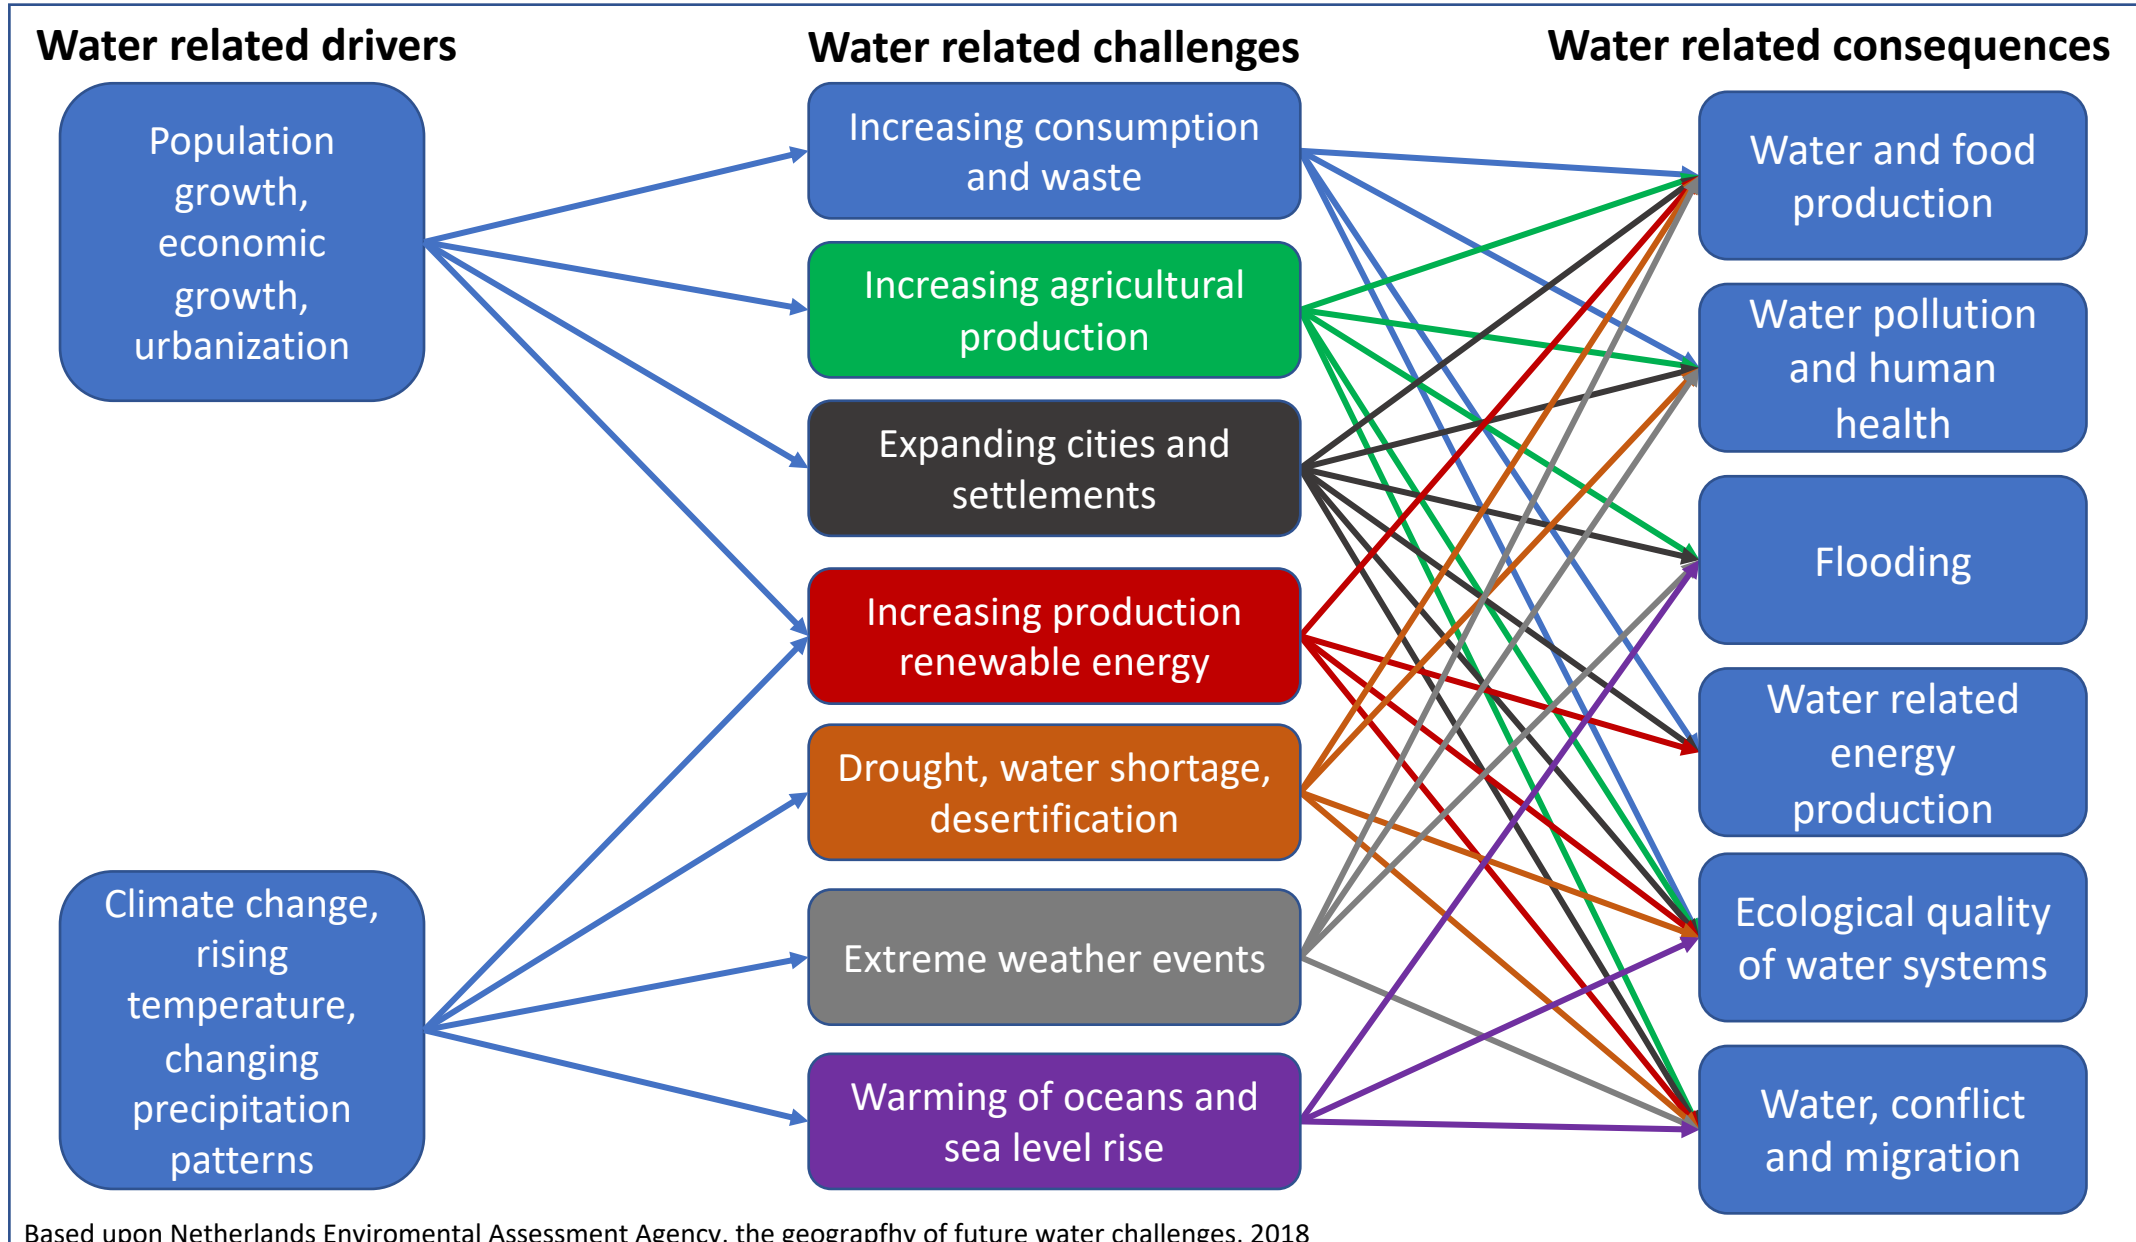 Water related drivers
Water related challenges
Water related consequences
Population
growth,
economic
growth,
urbanization
Climate change,
rising
temperature,
changing
precipitation
patterns
Increasing consumption
and waste
Increasing agricultural
production
Expanding cities and
settlements
Increasing production
renewable energy
Drought, water shortage,
desertification
Extreme weather events
Warming of oceans and
sea level rise
Water and food
production
Water pollution
and human
health
Flooding
Water related
energy
production
Ecological quality
of water systems
Water, conflict
and migration
Based upon Netherlands Enviromental Assessment Agency, the geograpfhy of future water challenges, 2018